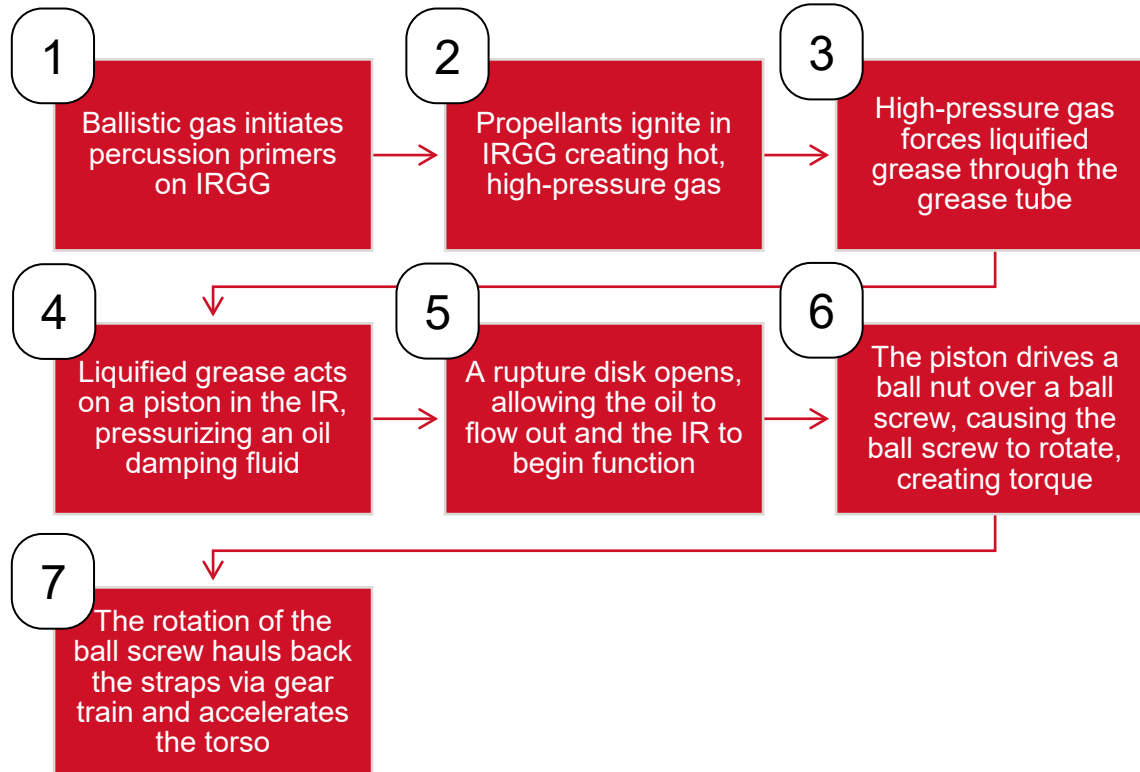 1
Ballistic gas initiates
percussion primers
on IRGG
2
Propellants ignite in
IRGG creating hot,
high-pressure gas
3
High-pressure gas
forces liquified
grease through the
grease tube
4
Liquified grease acts
on a piston in the IR,
pressurizing an oil
damping fluid
5
A rupture disk opens,
allowing the oil to
flow out and the IR to
begin function
6
The piston drives a
ball nut over a ball
screw, causing the
ball screw to rotate,
creating torque
7
The rotation of the
ball screw hauls back
the straps via gear
train and accelerates
the torso